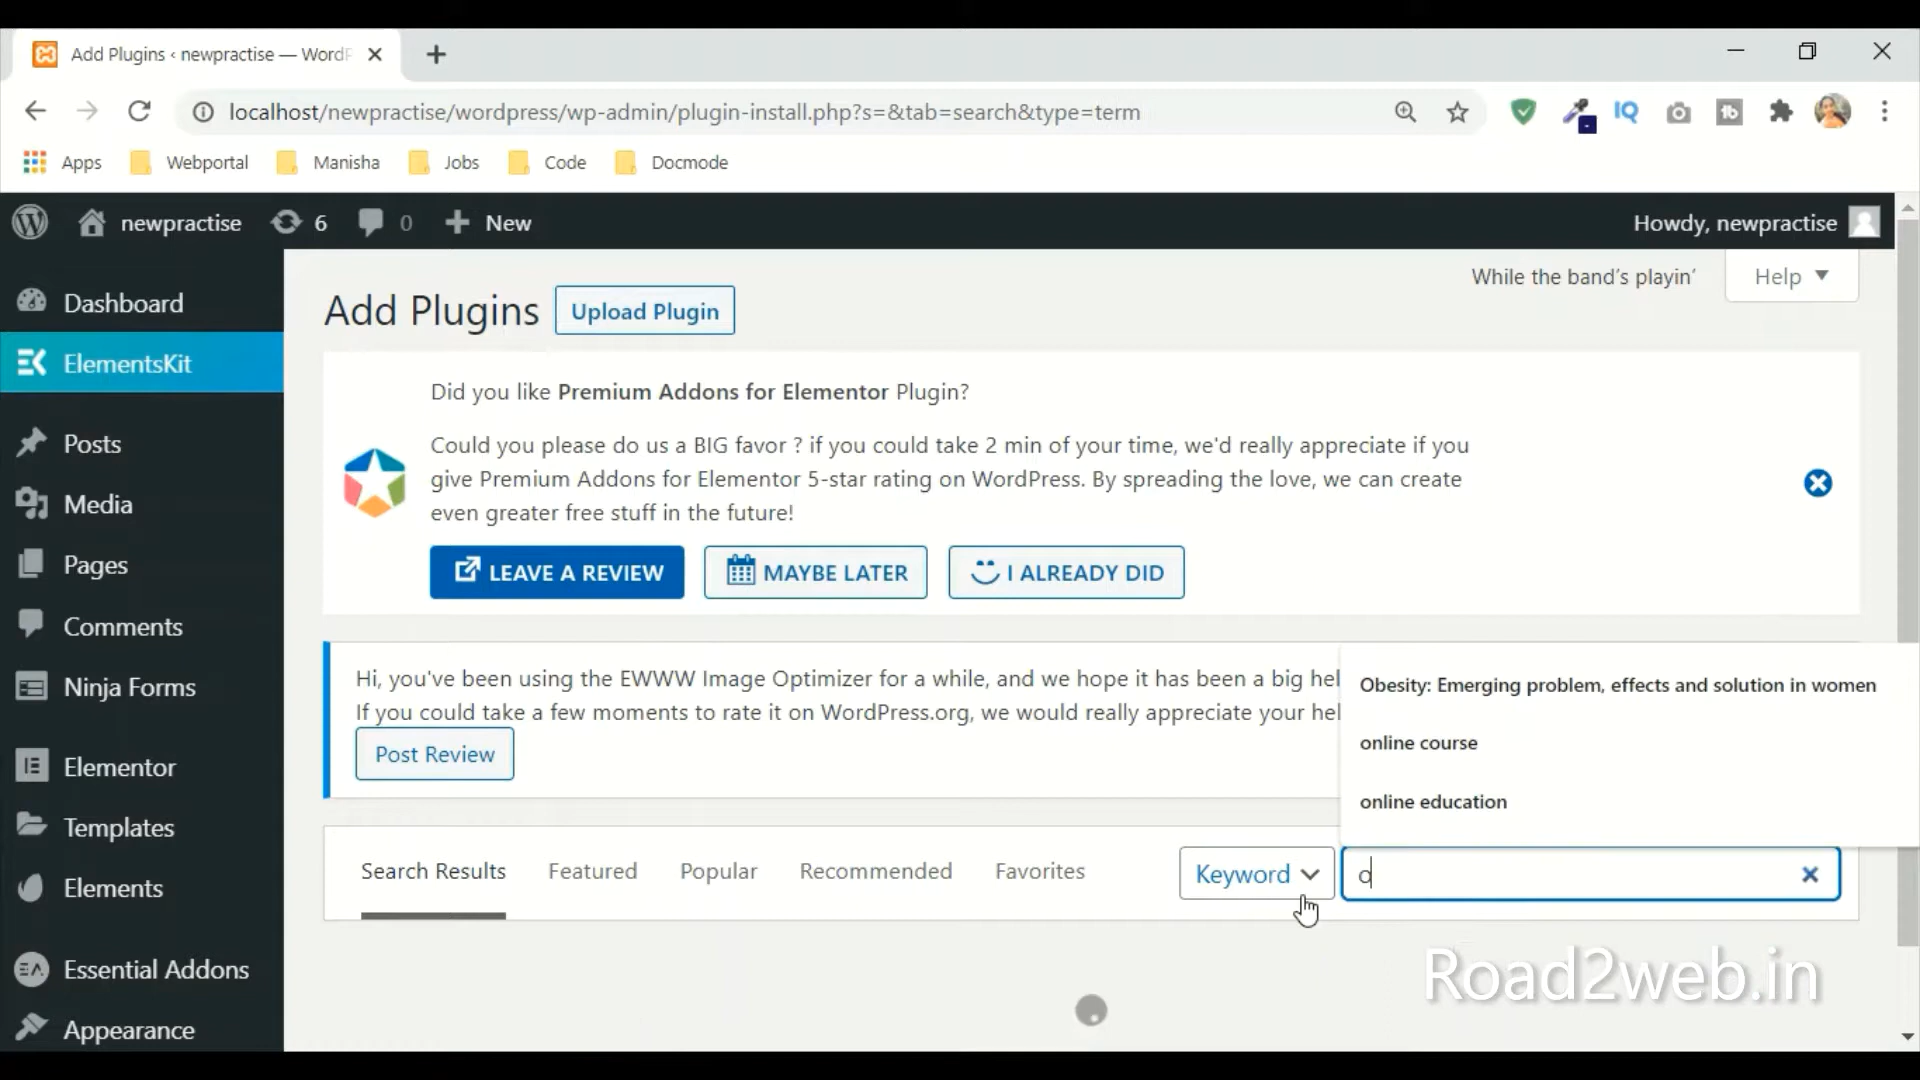 Add Plugins ‹ newpractise — WordP
localhost/newpractise/wordpress/wp-admin/plugin-install.php?s=&tab=search&type=term
IQ
Apps
Webportal
Manisha
Jobs
Code
Docmode
newpractise
6
0
New
Howdy, newpractise
While the band's playin'
Help
Add Plugins
Upload Plugin
Dashboard
ElementsKit
Posts
Media
Pages
Comments
Ninja Forms
Elementor
Templates
Elements
Essential Addons
Appearance
Did you like Premium Addons for Elementor Plugin?
Could you please do us a BIG favor ? if you could take 2 min of your time, we'd really appreciate if you
give Premium Addons for Elementor 5-star rating on WordPress. By spreading the love, we can create
even greater free stuff in the future!
LEAVE A REVIEW
MAYBE LATER
I ALREADY DID
Hi, you've been using the EWWW Image Optimizer for a while, and we hope it has been a big hel
If you could take a few moments to rate it on WordPress.org, we would really appreciate your hel
Post Review
Obesity: Emerging problem, effects and solution in women
online course
online education
Search Results
Featured
Popular
Recommended
Favorites
Keyword
o
Road2web.in